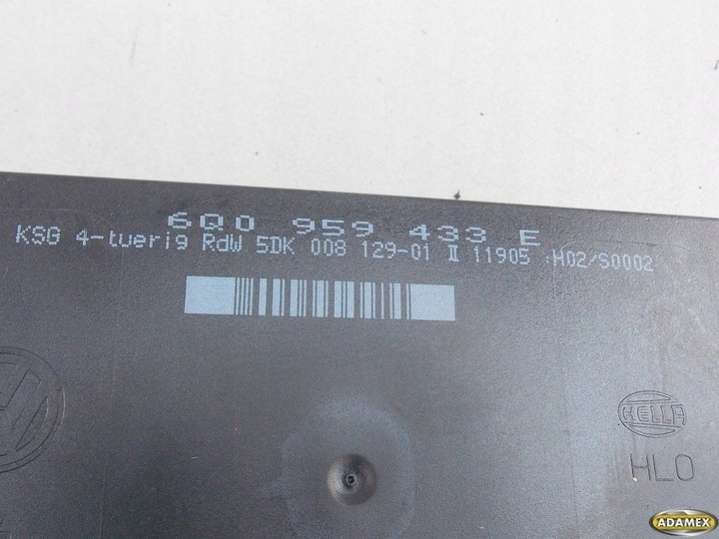 6Q0 959 433 E
KSG 4-tuerig RdW 5DK 008 129-01 II 11905 :H02/S0002
HELLA
HLO
ADAMEX